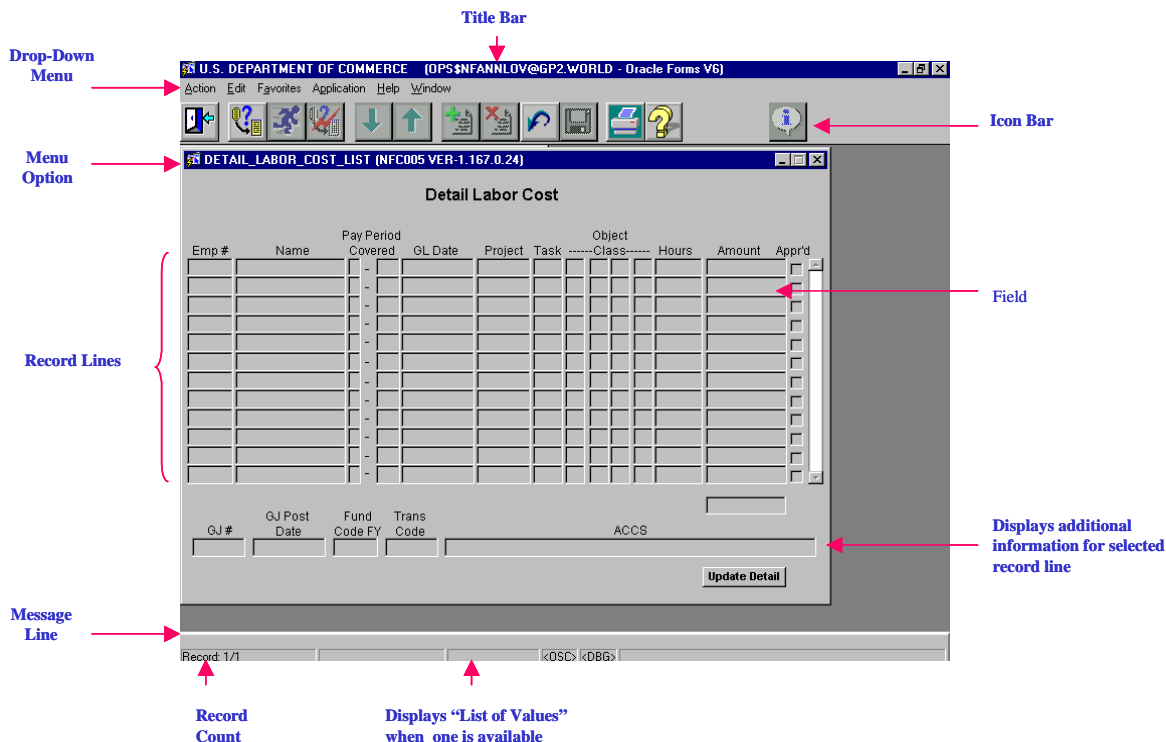 Title Bar
Drop-Down
Menu
U.S. DEPARTMENT OF COMMERCE (OPS$NFANNLOV@GP2.WORLD - Oracle Forms V6)
Action Edit Favorites Application Help Window
Icon Bar
Menu
Option
DETAIL_LABOR_COST_LIST (NFC005 VER-1.167.0.24)
Detail Labor Cost
Pay Period Object
Emp # Name Covered GL Date Project Task ------Class------ Hours Amount Appr'd
-
-
-
-
-
-
-
-
-
-
-
-
Field
Record Lines
GJ Post Fund Trans
GJ # Date Code FY Code ACCS
Displays additional
information for selected
record line
Update Detail
Message
Line
Record: 1/1 <OSC> <DBG>
Record
Count
Displays “List of Values”
when one is available